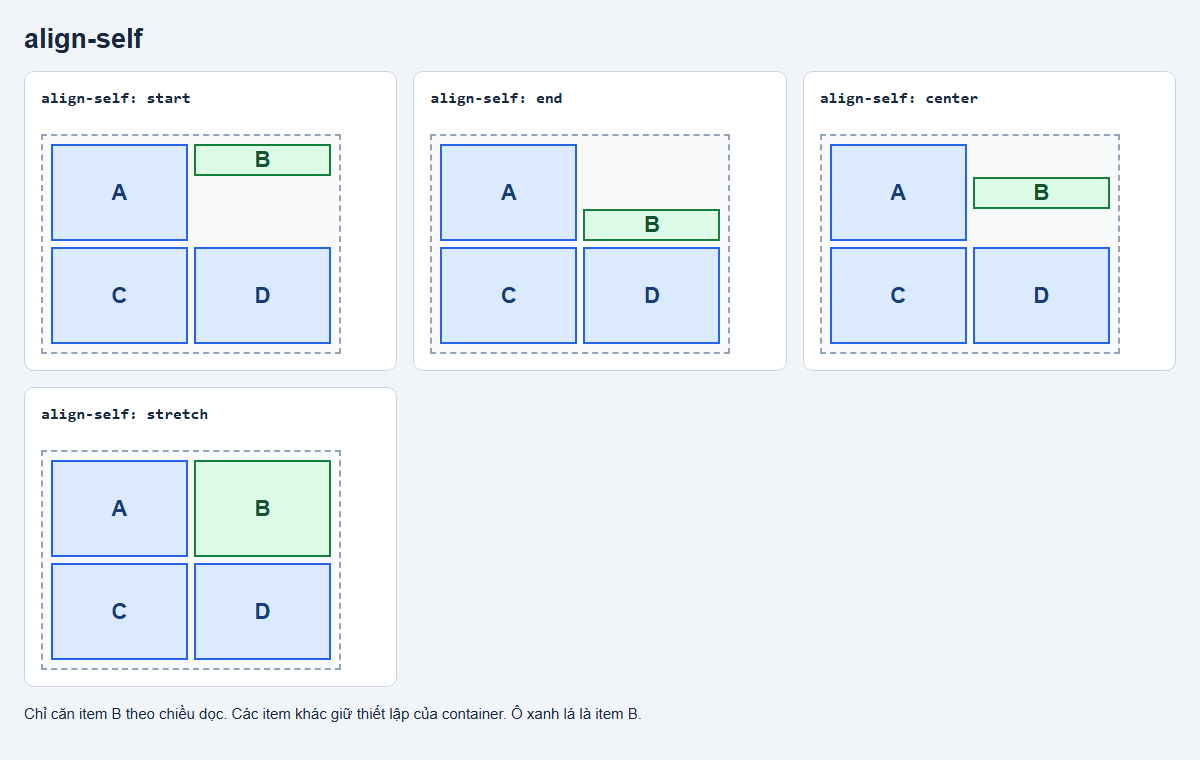 align-self
align-self: start
A
B
C
D
align-self: end
A
B
C
D
align-self: center
A
B
C
D
align-self: stretch
A
B
C
D
Chỉ căn item B theo chiều dọc. Các item khác giữ thiết lập của container. Ô xanh lá là item B.